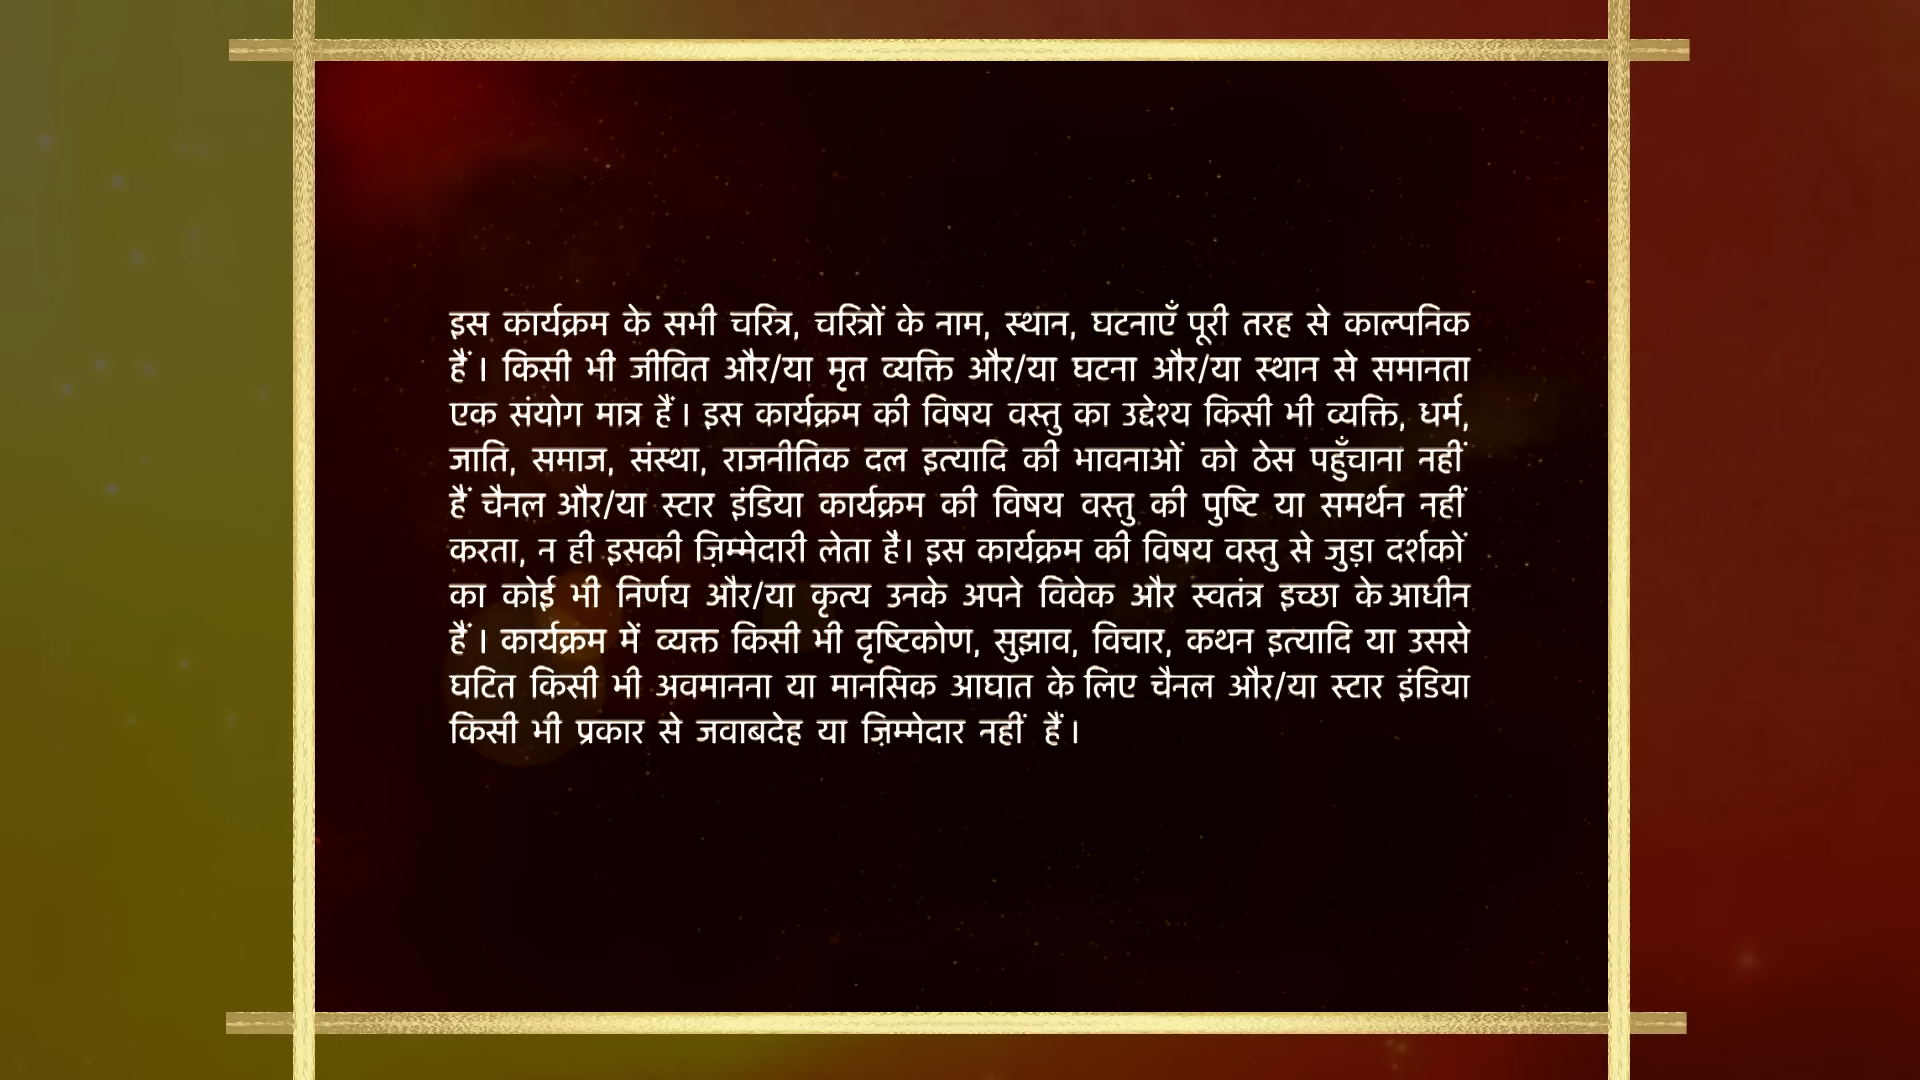 इस कार्यक्रम के सभी चरित्र, चरित्रों के नाम, स्थान, घटनाएँ पूरी तरह से काल्पनिक
हैं । किसी भी जीवित और/या मृत व्यक्ति और/या घटना और/या स्थान से समानता
एक संयोग मात्र हैं । इस कार्यक्रम की विषय वस्तु का उद्देश्य किसी भी व्यक्ति, धर्म,
जाति, समाज, संस्था, राजनीतिक दल इत्यादि की भावनाओं को ठेस पहुँचाना नहीं
हैं चैनल और/या स्टार इंडिया कार्यक्रम की विषय वस्तु की पुष्टि या समर्थन नहीं
करता, न ही इसकी ज़िम्मेदारी लेता है। इस कार्यक्रम की विषय वस्तु से जुड़ा दर्शकों
का कोई भी निर्णय और/या कृत्य उनके अपने विवेक और स्वतंत्र इच्छा के आधीन
हैं । कार्यक्रम में व्यक्त किसी भी दृष्टिकोण, सुझाव, विचार, कथन इत्यादि या उससे
घटित किसी भी अवमानना या मानसिक आघात के लिए चैनल और/या स्टार इंडिया
किसी भी प्रकार से जवाबदेह या ज़िम्मेदार नहीं हैं ।